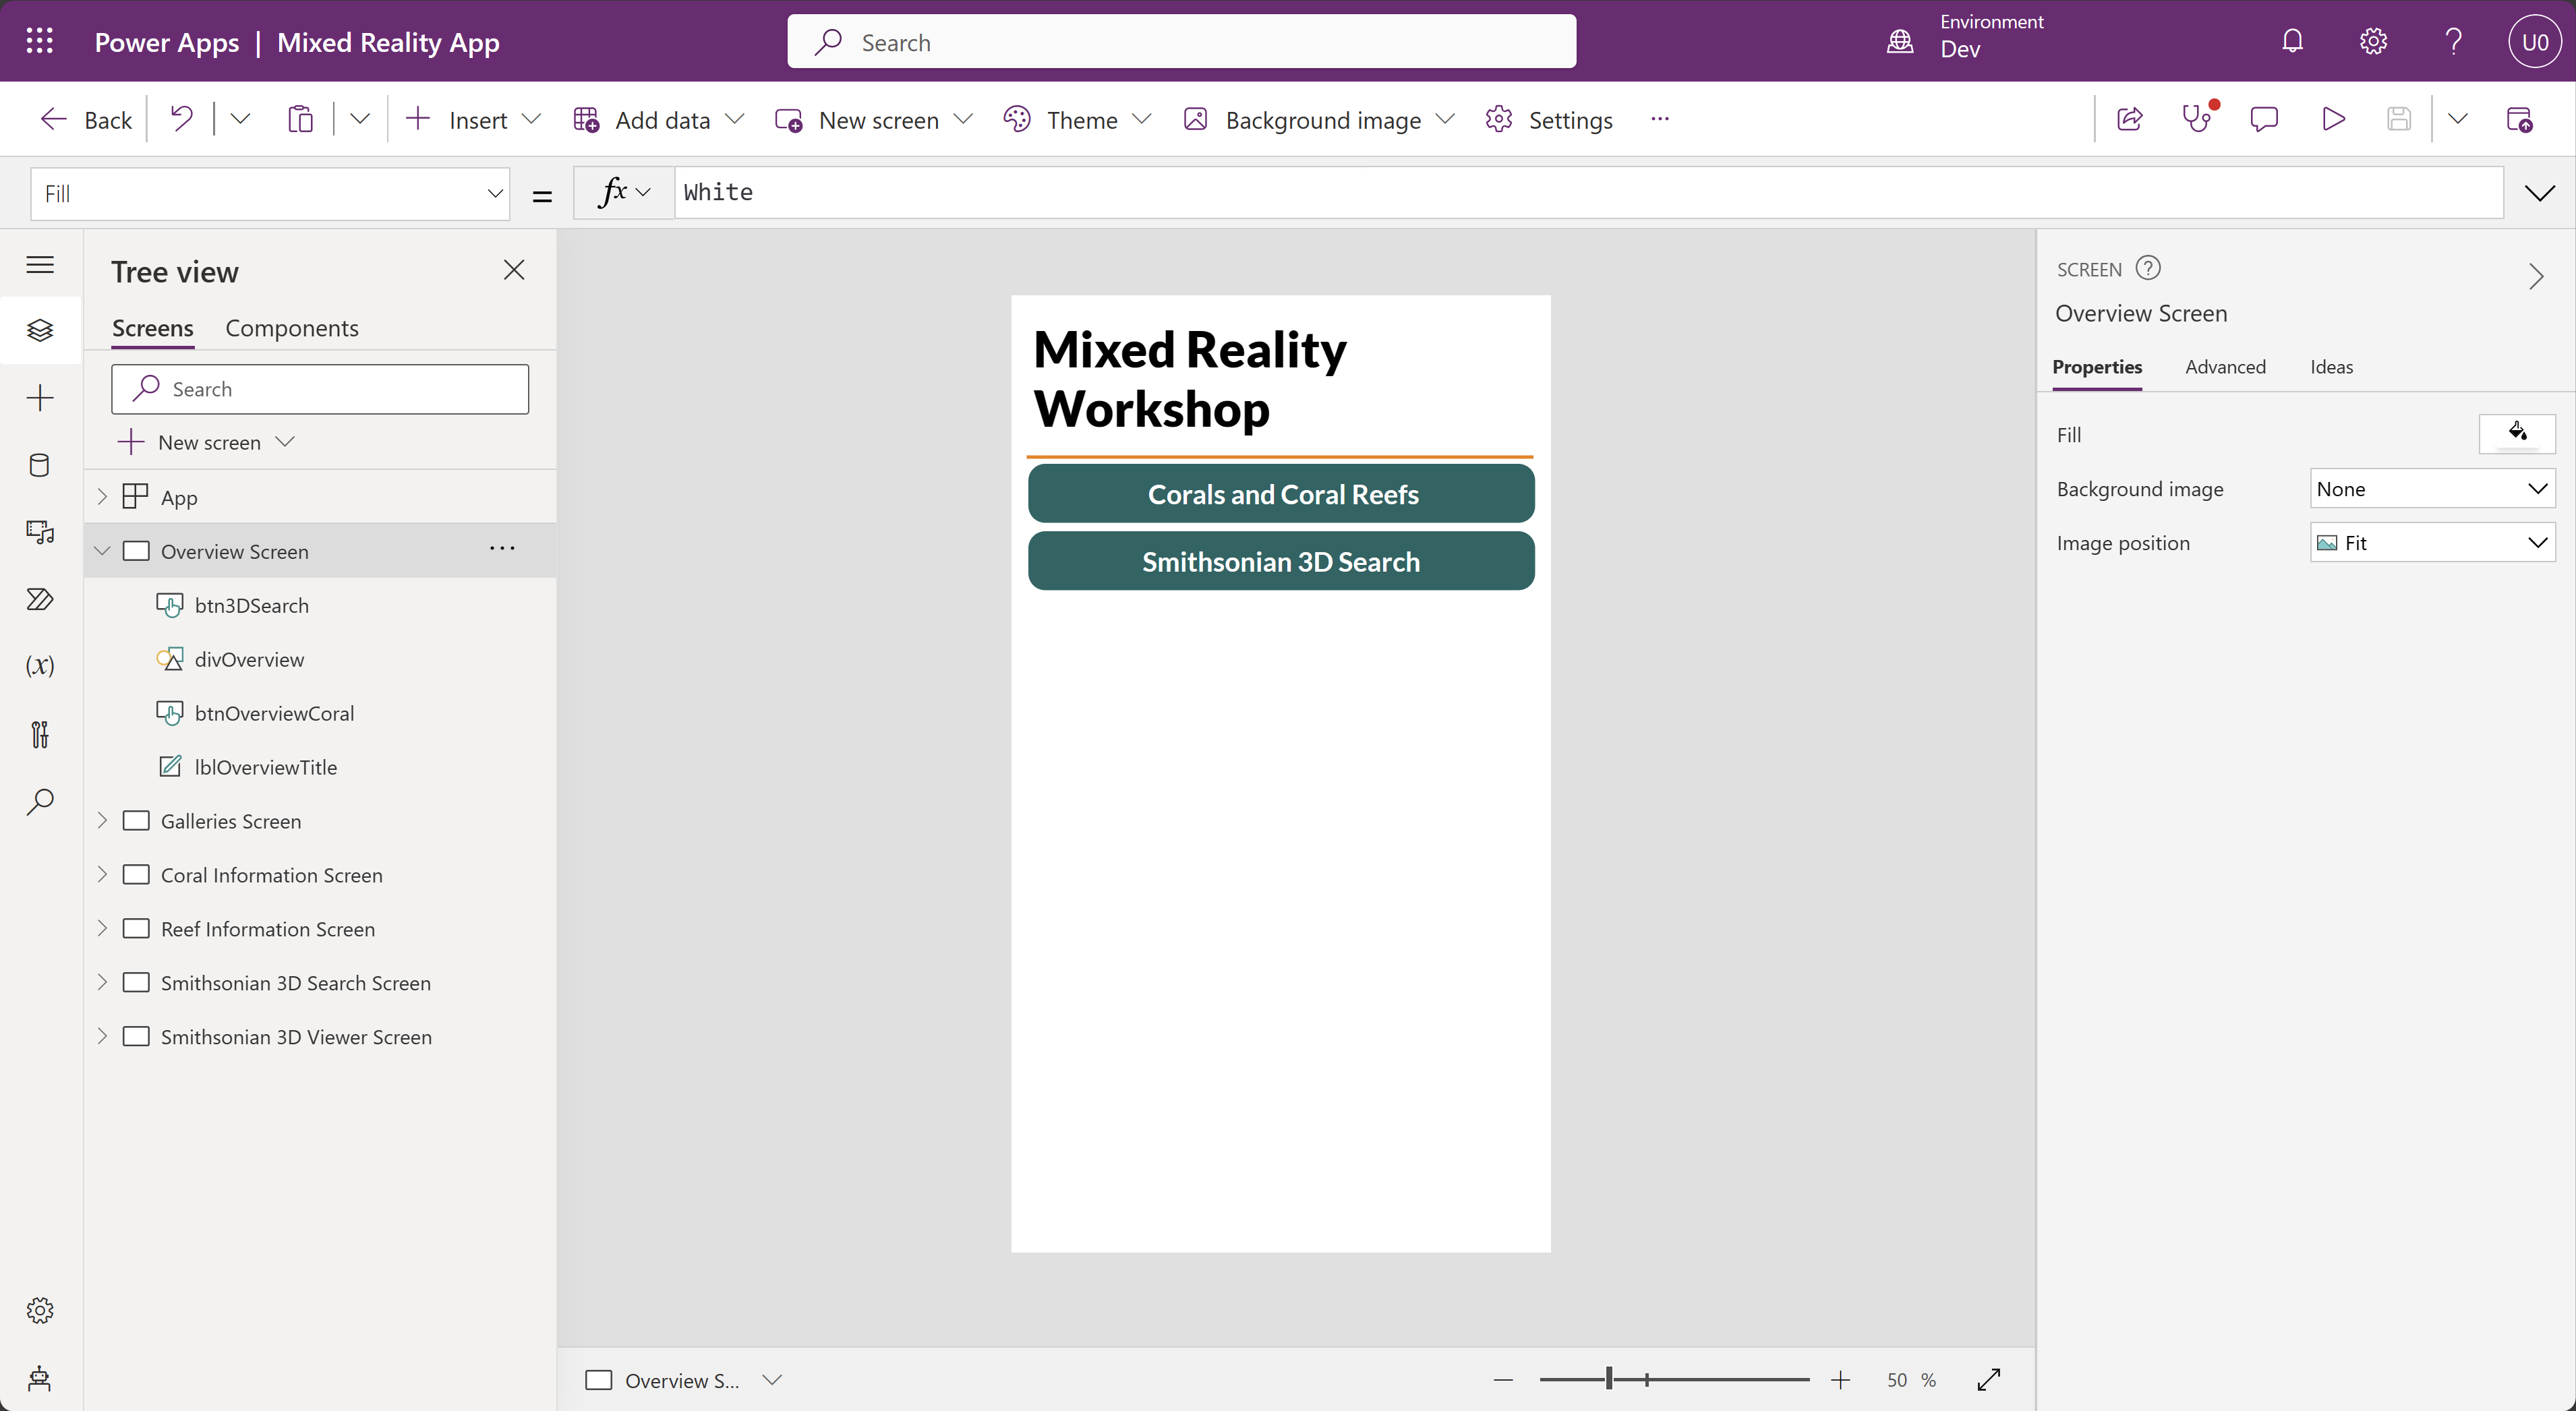 Power Apps | Mixed Reality App
Search
Environment
Dev
U0
Back
Insert
Add data
New screen
Theme
Background image
Settings
Fill
=
fx
White
Tree view
Screens
Components
Search
New screen
App
Overview Screen
btn3DSearch
divOverview
btnOverviewCoral
lblOverviewTitle
Galleries Screen
Coral Information Screen
Reef Information Screen
Smithsonian 3D Search Screen
Smithsonian 3D Viewer Screen
(x)
Mixed Reality
Workshop
Corals and Coral Reefs
Smithsonian 3D Search
Overview S...
50 %
SCREEN
Overview Screen
Properties
Advanced
Ideas
Fill
Background image
None
Image position
Fit